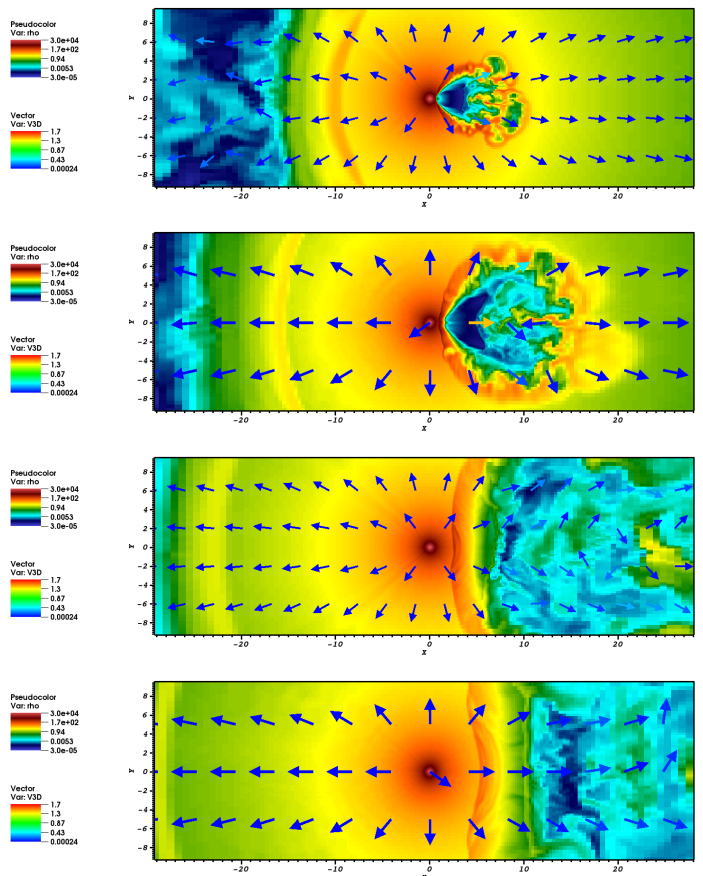 Pseudocolor
Var: rho
3.0e+04
1.7e+02
0.94
0.0053
3.0e-05
Vector
Var: V3D
1.7
1.3
0.87
0.43
0.00024
Y
8
6
4
2
0
-2
-4
-6
-8
-20
-10
0
10
20
X
Pseudocolor
Var: rho
3.0e+04
1.7e+02
0.94
0.0053
3.0e-05
Vector
Var: V3D
1.7
1.3
0.87
0.43
0.00024
Y
8
6
4
2
0
-2
-4
-6
-8
-20
-10
0
10
20
X
Pseudocolor
Var: rho
3.0e+04
1.7e+02
0.94
0.0053
3.0e-05
Vector
Var: V3D
1.7
1.3
0.87
0.43
0.00024
Y
8
6
4
2
0
-2
-4
-6
-8
-20
-10
0
10
20
X
Pseudocolor
Var: rho
3.0e+04
1.7e+02
0.94
0.0053
3.0e-05
Vector
Var: V3D
1.7
1.3
0.87
0.43
0.00024
Y
8
6
4
2
0
-2
-4
-6
-8
-20
-10
0
10
20